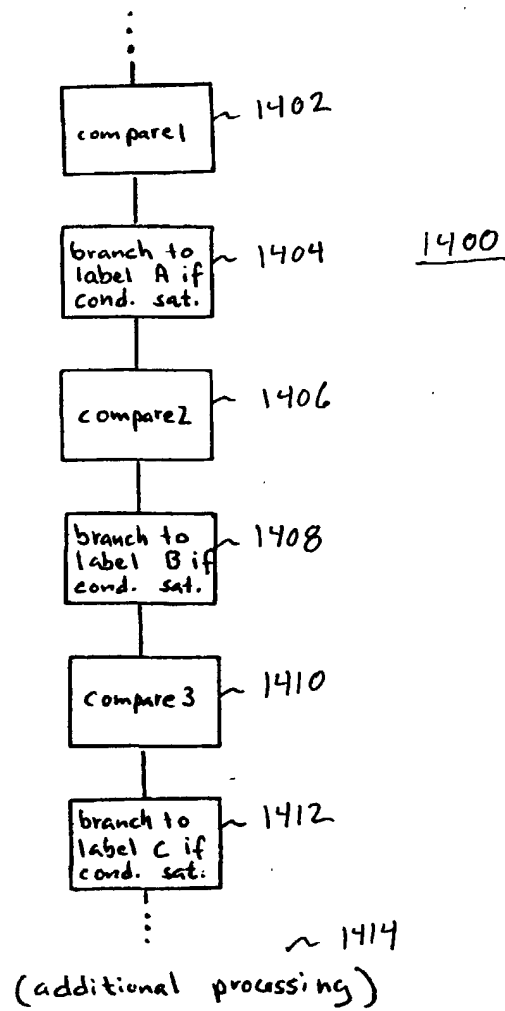 compare1
1402
branch to
label A if
cond. sat.
1404
1400
compare2
1406
branch to
label B if
cond. sat.
1408
compare3
1410
branch to
label C if
cond. sat.
1412
1414
(additional processing)